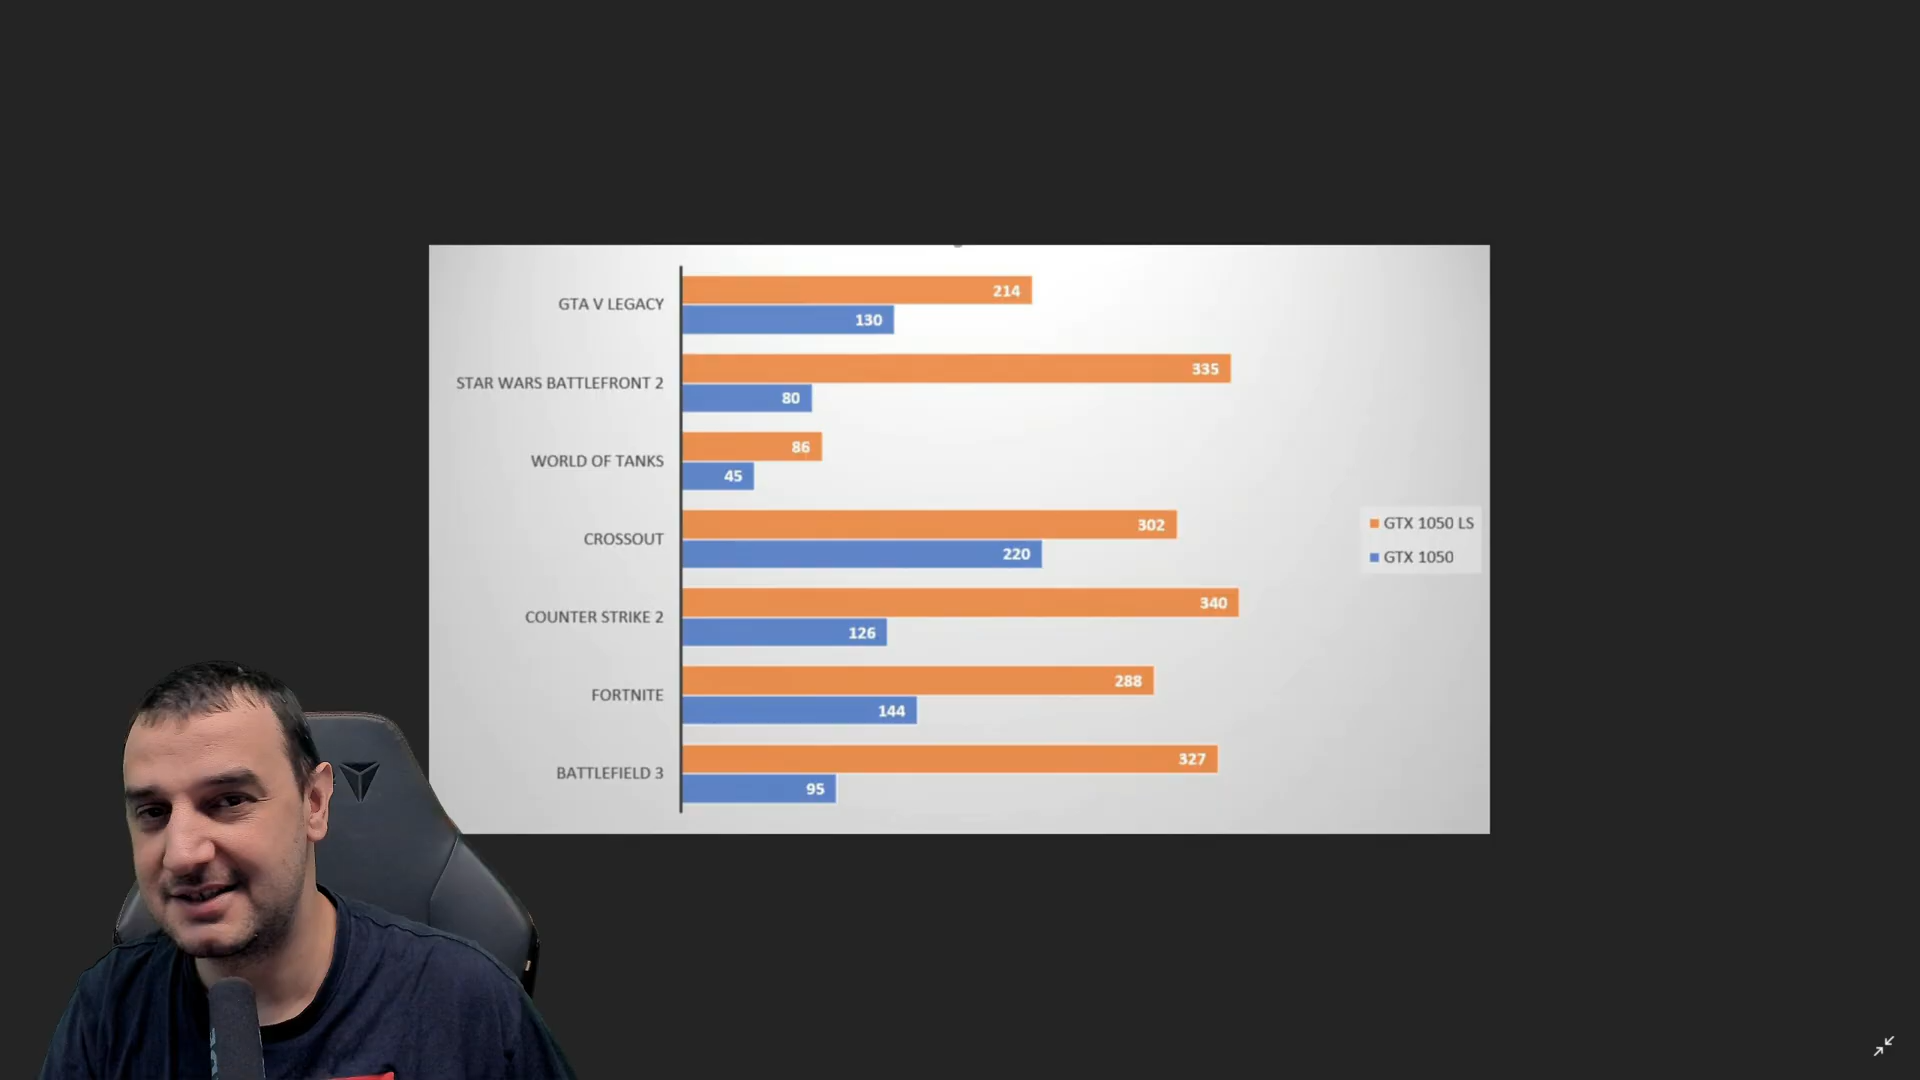 GTA V LEGACY
214
130
STAR WARS BATTLEFRONT 2
335
80
WORLD OF TANKS
86
45
CROSSOUT
302
220
GTX 1050 LS
GTX 1050
COUNTER STRIKE 2
340
126
FORTNITE
288
144
BATTLEFIELD 3
327
95